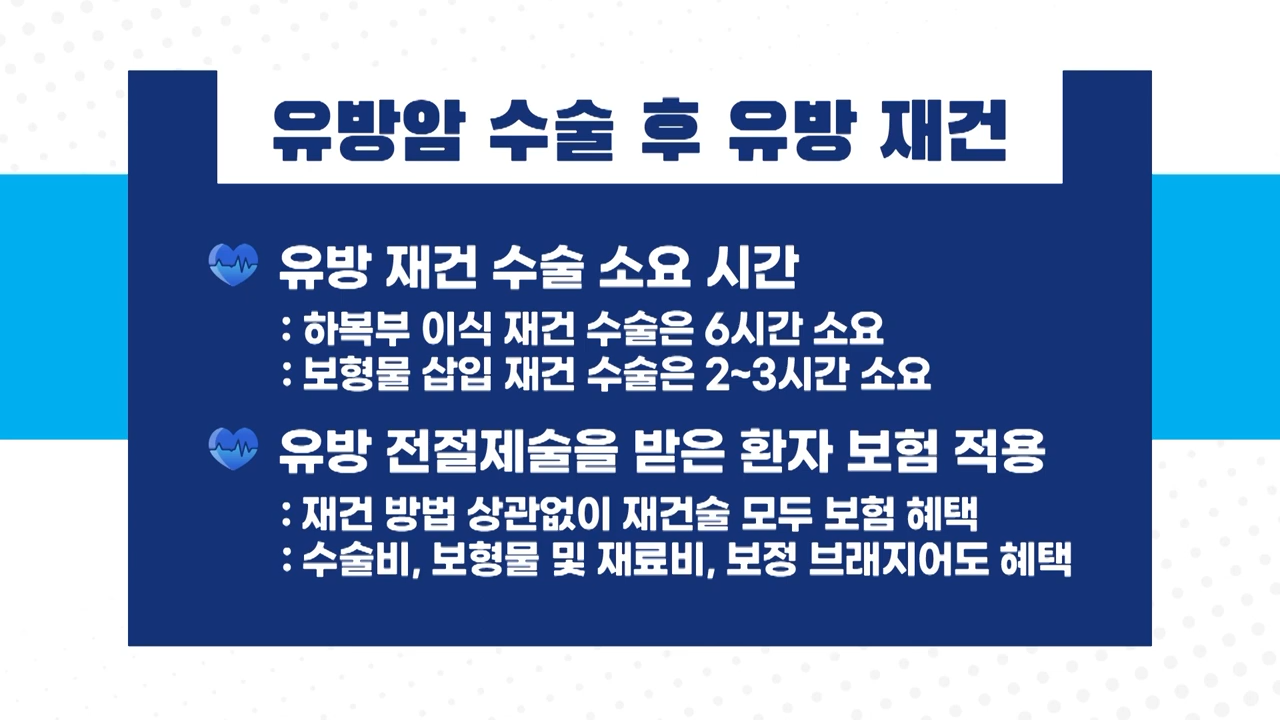 유방암 수술 후 유방 재건
유방 재건 수술 소요 시간
: 하복부 이식 재건 수술은 6시간 소요
: 보형물 삽입 재건 수술은 2~3시간 소요
유방 전절제술을 받은 환자 보험 적용
: 재건 방법 상관없이 재건술 모두 보험 혜택
: 수술비, 보형물 및 재료비, 보정 브래지어도 혜택